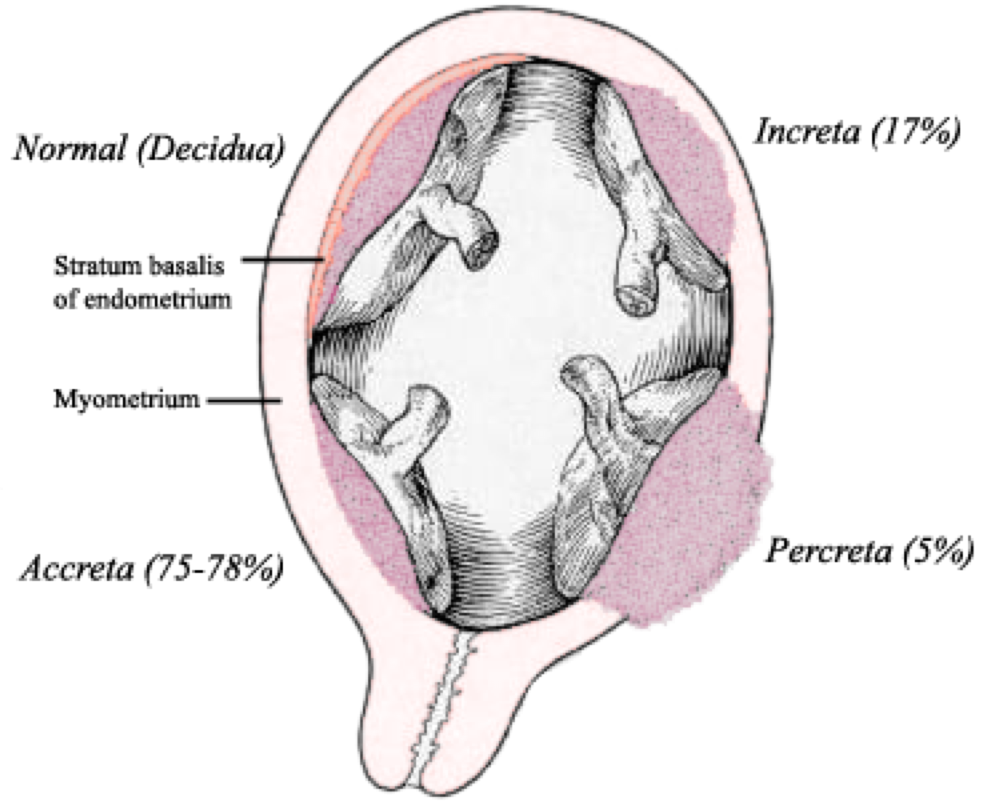 Normal (Decidua)
Increta (17%)
Stratum basalis
of endometrium
Myometrium
Accreta (75-78%)
Percreta (5%)